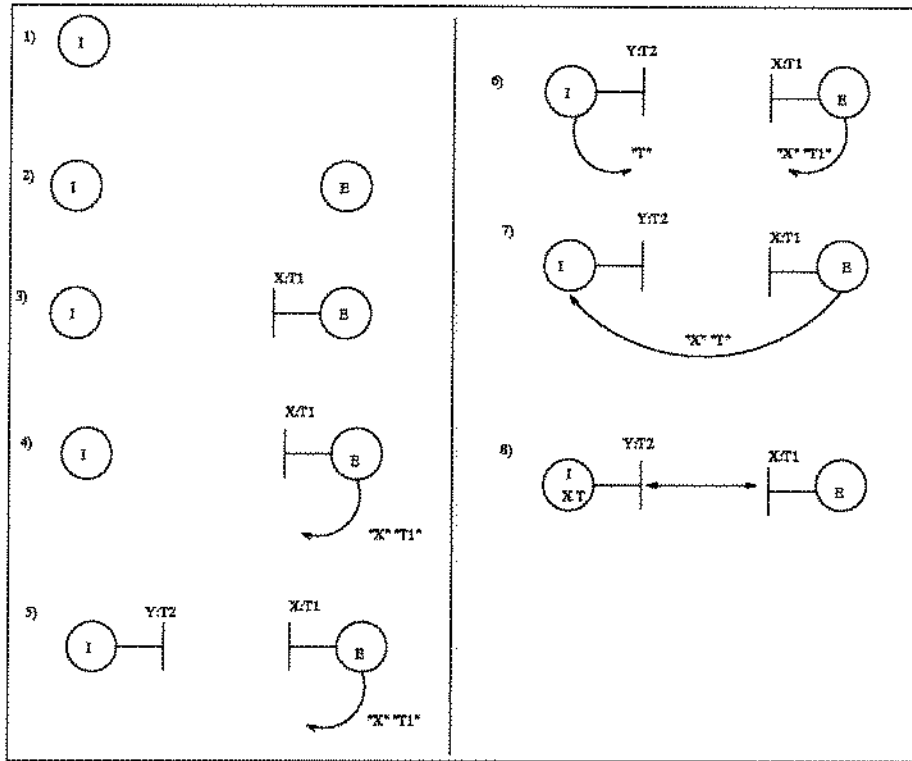 1) I
2) I E
X:T1
3) I E
X:T1
4) I E
"X" "T1"
5) Y:T2 X:T1
I E
"X" "T1"
Y:T2
6) X:T1
I E
"T" "X" "T1"
7) Y:T2
X:T1
I E
"X" "T"
8) Y:T2 X:T1
I
X T E